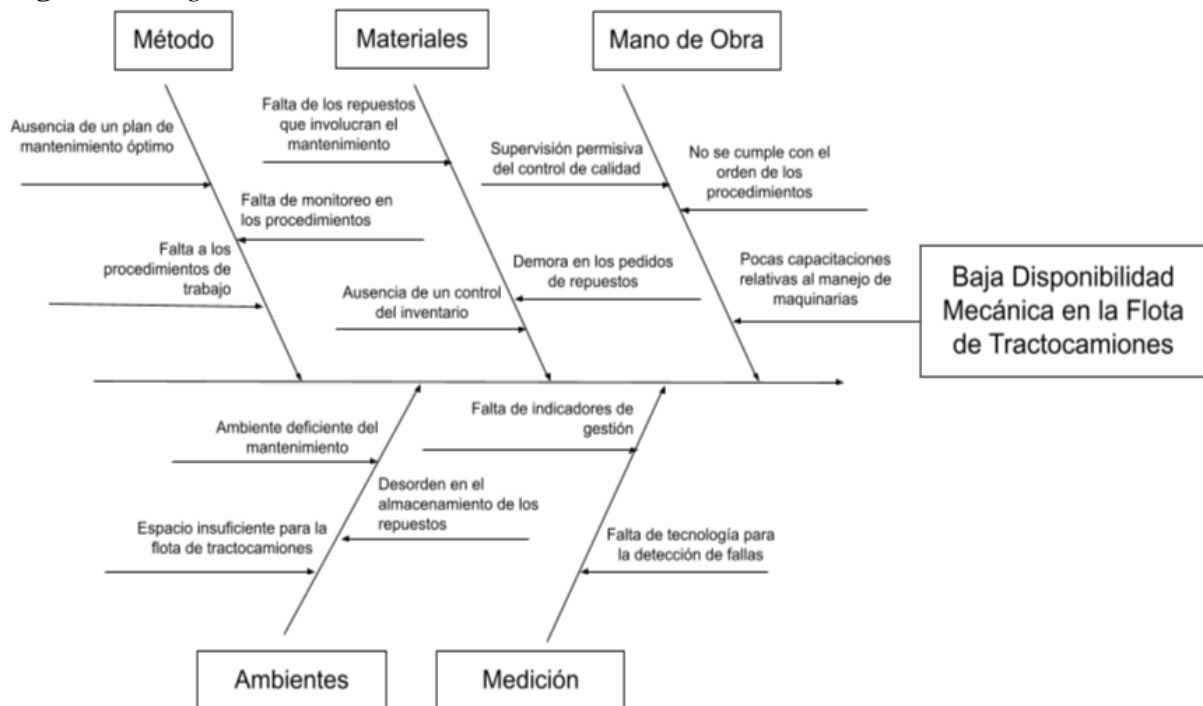 Método
Materiales
Mano de Obra
Ausencia de un plan de
mantenimiento óptimo
Falta de monitoreo en
los procedimientos
Falta a los
procedimientos de
trabajo
Falta de los repuestos
que involucran el
mantenimiento
Demora en los pedidos
de repuestos
Ausencia de un control
del inventario
Supervisión permisiva
del control de calidad
No se cumple con el
orden de los
procedimientos
Pocas capacitaciones
relativas al manejo de
maquinarias
Baja Disponibilidad
Mecánica en la Flota
de Tractocamiones
Ambiente deficiente del
mantenimiento
Desorden en el
almacenamiento de los
repuestos
Espacio insuficiente para la
flota de tractocamiones
Falta de indicadores de
gestión
Falta de tecnología para
la detección de fallas
Ambientes
Medición